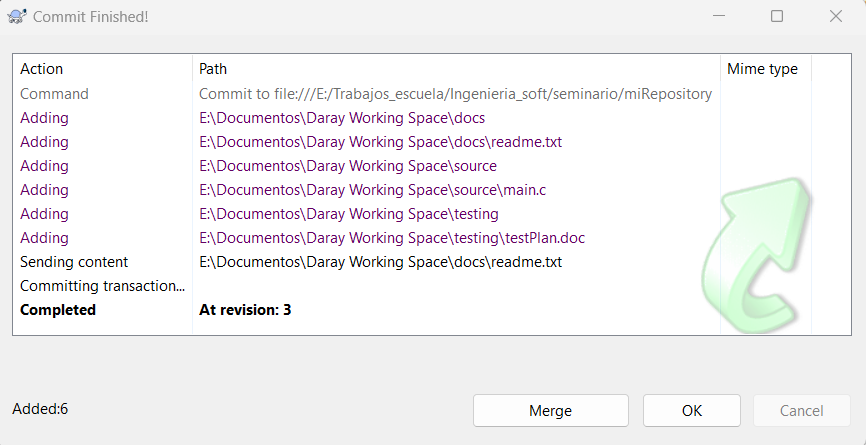 Commit Finished!
Action Path Mime type
Command Commit to file:///E:/Trabajos_escuela/Ingenieria_soft/seminario/miRepository
Adding E:\Documentos\Daray Working Space\docs
Adding E:\Documentos\Daray Working Space\docs\readme.txt
Adding E:\Documentos\Daray Working Space\source
Adding E:\Documentos\Daray Working Space\source\main.c
Adding E:\Documentos\Daray Working Space\testing
Adding E:\Documentos\Daray Working Space\testing\testPlan.doc
Sending content E:\Documentos\Daray Working Space\docs\readme.txt
Committing transaction...
Completed At revision: 3
Added:6 Merge OK Cancel